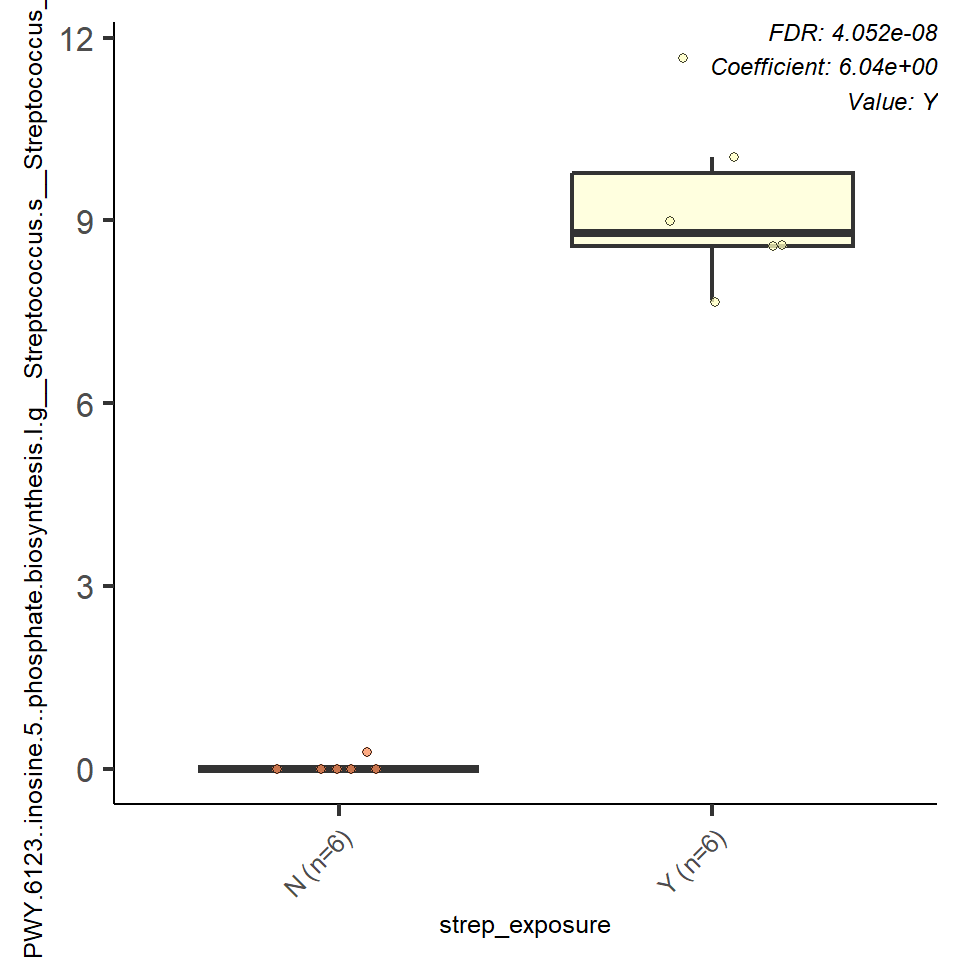 PWY.6123..inosine.5..phosphate.biosynthesis.I.g__Streptococcus.s__Streptococcus_
12
9
6
3
0
FDR: 4.052e-08
Coefficient: 6.04e+00
Value: Y
N (n=6)
Y (n=6)
strep_exposure